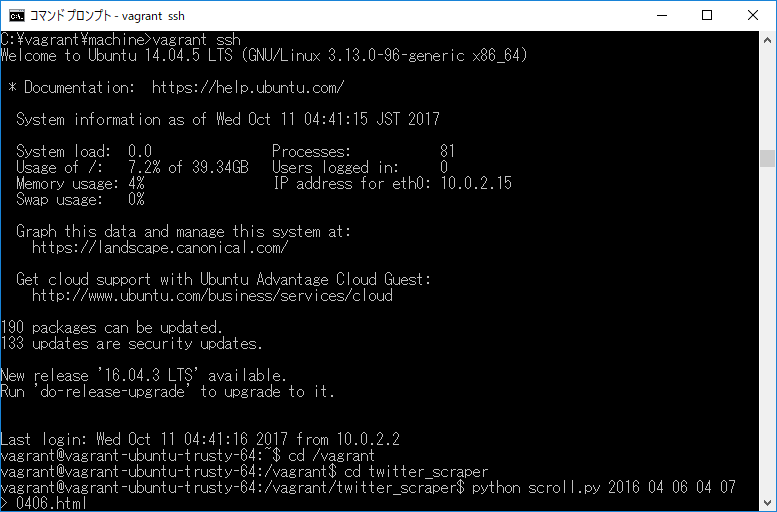 コマンドプロンプト - vagrant ssh
C:¥vagrant¥machine>vagrant ssh
Welcome to Ubuntu 14.04.5 LTS (GNU/Linux 3.13.0-96-generic x86_64)
* Documentation:  https://help.ubuntu.com/
System information as of Wed Oct 11 04:41:15 JST 2017
System load:  0.0               Processes:           81
Usage of /:   7.2% of 39.34GB   Users logged in:     0
Memory usage: 4%                IP address for eth0: 10.0.2.15
Swap usage:   0%
Graph this data and manage this system at:
https://landscape.canonical.com/
Get cloud support with Ubuntu Advantage Cloud Guest:
http://www.ubuntu.com/business/services/cloud
190 packages can be updated.
133 updates are security updates.
New release '16.04.3 LTS' available.
Run 'do-release-upgrade' to upgrade to it.
Last login: Wed Oct 11 04:41:16 2017 from 10.0.2.2
vagrant@vagrant-ubuntu-trusty-64:~$ cd /vagrant
vagrant@vagrant-ubuntu-trusty-64:/vagrant$ cd twitter_scraper
vagrant@vagrant-ubuntu-trusty-64:/vagrant/twitter_scraper$ python scroll.py 2016 04 06 04 07
> 0406.html